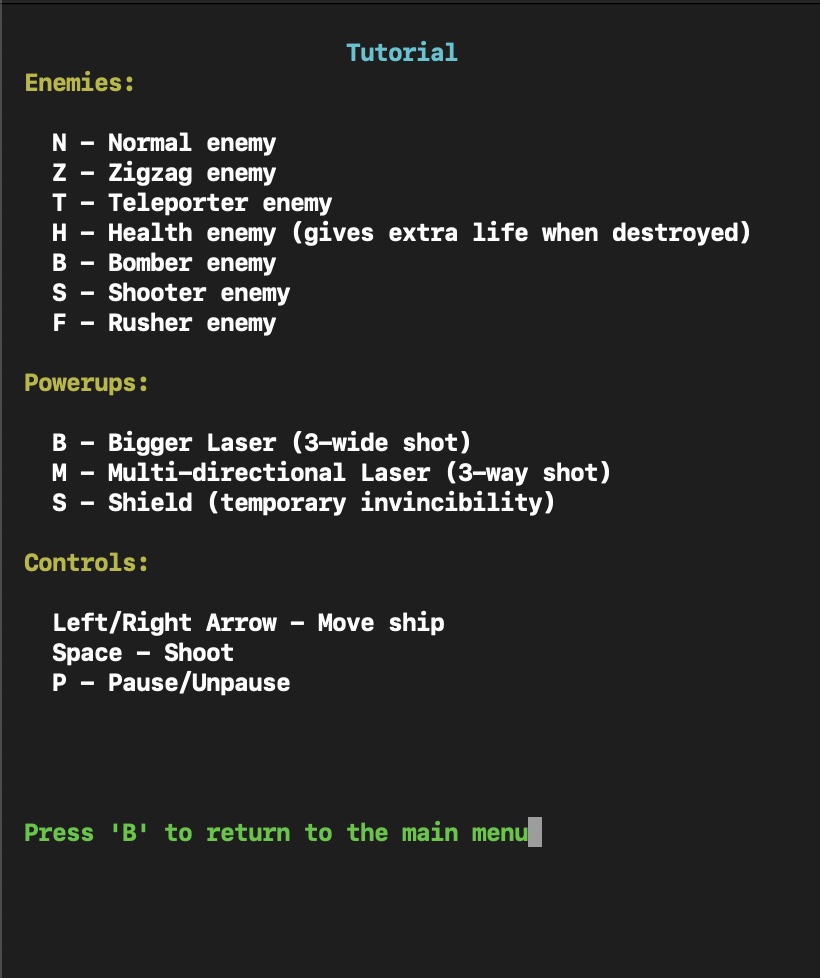 Tutorial
Enemies:
N – Normal enemy
Z – Zigzag enemy
T – Teleporter enemy
H – Health enemy (gives extra life when destroyed)
B – Bomber enemy
S – Shooter enemy
F – Rusher enemy
Powerups:
B – Bigger Laser (3–wide shot)
M – Multi–directional Laser (3–way shot)
S – Shield (temporary invincibility)
Controls:
Left/Right Arrow – Move ship
Space – Shoot
P – Pause/Unpause
Press 'B' to return to the main menu